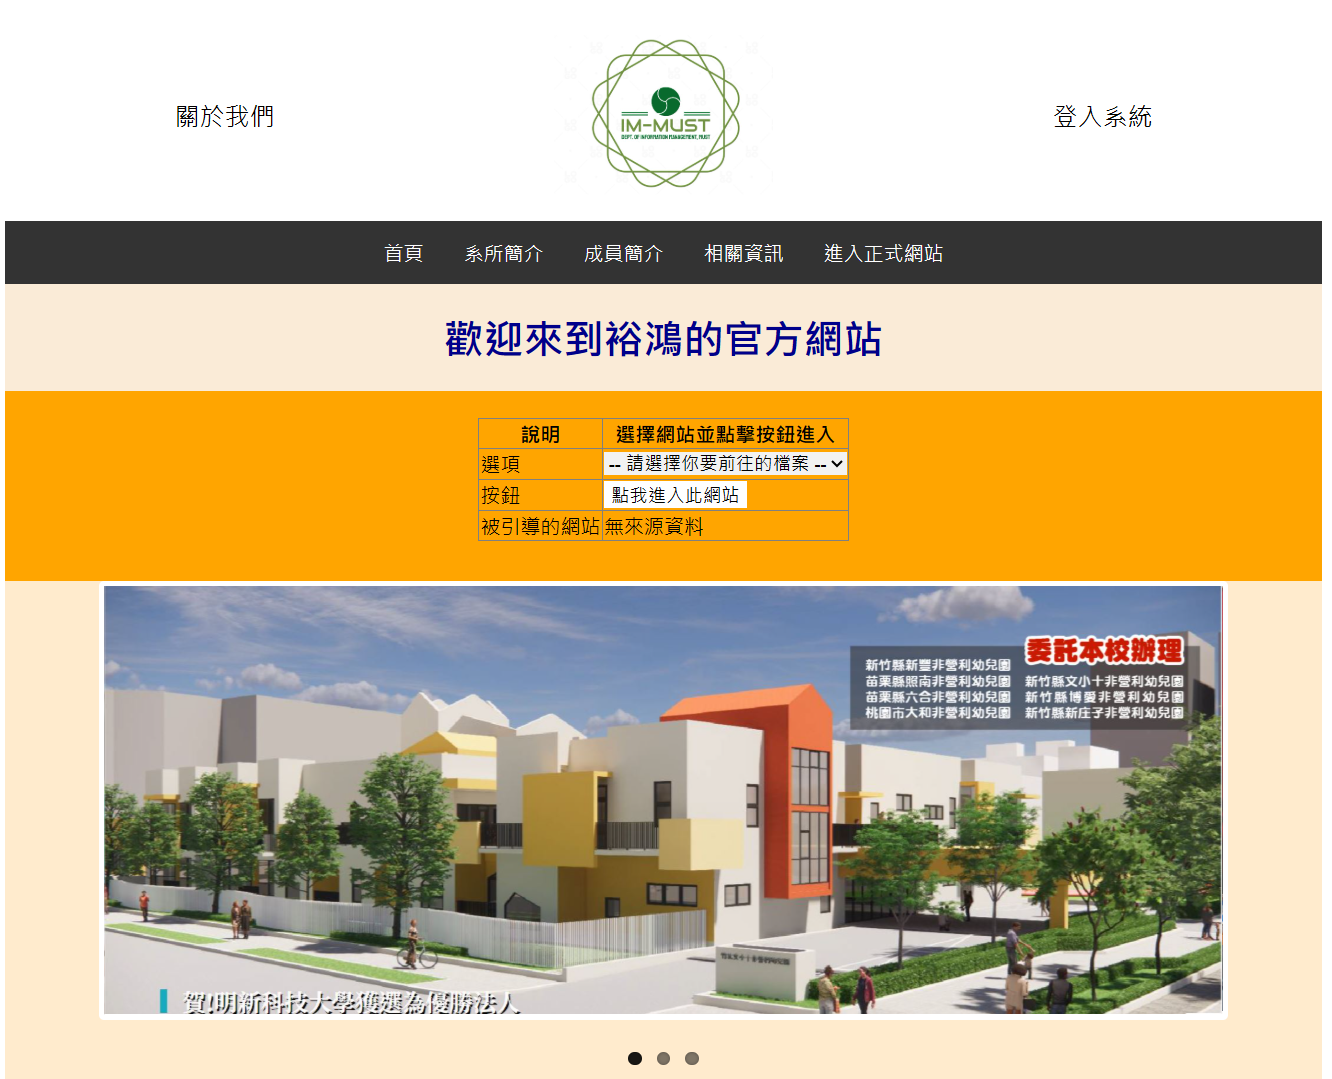 關於我們
IM-MUST
DEPT. OF INFORMATION MANAGEMENT, MUST
登入系統
首頁 系所簡介 成員簡介 相關資訊 進入正式網站
歡迎來到裕鴻的官方網站
說明 選擇網站並點擊按鈕進入
選項 -- 請選擇你要前往的檔案 --
按鈕 點我進入此網站
被引導的網站 無來源資料
委託本校辦理
新竹縣新豐非營利幼兒園
苗栗縣照南非營利幼兒園 新竹縣文小十非營利幼兒園
苗栗縣六合非營利幼兒園 新竹縣博愛非營利幼兒園
桃園市大和非營利幼兒園 新竹縣新庄子非營利幼兒園
賀!明新科技大學獲選為優勝法人